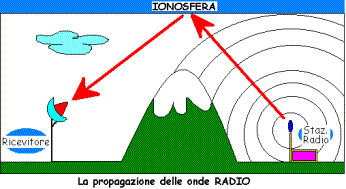 IONOSFERA
Ricevitore
Staz.
Radio
La propagazione delle onde RADIO